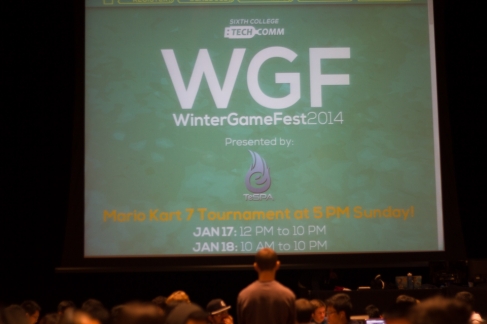 SIXTH COLLEGE
:TECH COMM
WGF
WinterGameFest2014
Presented by:
Mario Kart 7 Tournament at 5 PM Sunday!
JAN 17: 12 PM to 10 PM
JAN 18: 10 AM to 10 PM